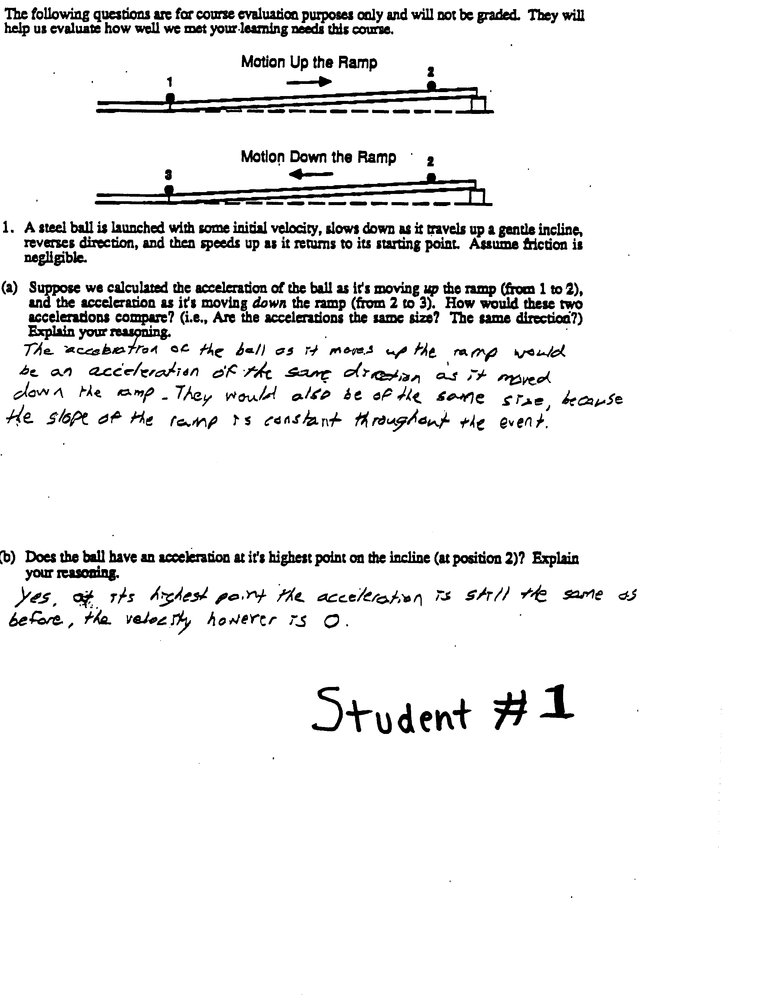 The following questions are for course evaluation purposes only and will not be graded. They will
help us evaluate how well we met your learning needs this course.
Motion Up the Ramp
1
2
Motion Down the Ramp
2
3
1. A steel ball is launched with some initial velocity, slows down as it travels up a gentle incline,
reverses direction, and then speeds up as it returns to its starting point. Assume friction is
negligible.
(a) Suppose we calculated the acceleration of the ball as it's moving up the ramp (from 1 to 2),
and the acceleration as it's moving down the ramp (from 2 to 3). How would these two
accelerations compare? (i.e., Are the accelerations the same size? The same direction?)
Explain your reasoning.
The acceleration of the ball as it moves up the ramp would
be an acceleration of the same direction as it moved
down the ramp. They would also be of the same size, because
the slope of the ramp is constant throughout the event.
(b) Does the ball have an acceleration at it's highest point on the incline (at position 2)? Explain
your reasoning.
Yes, at its highest point the acceleration is still the same as
before, the velocity however is 0.
Student #1